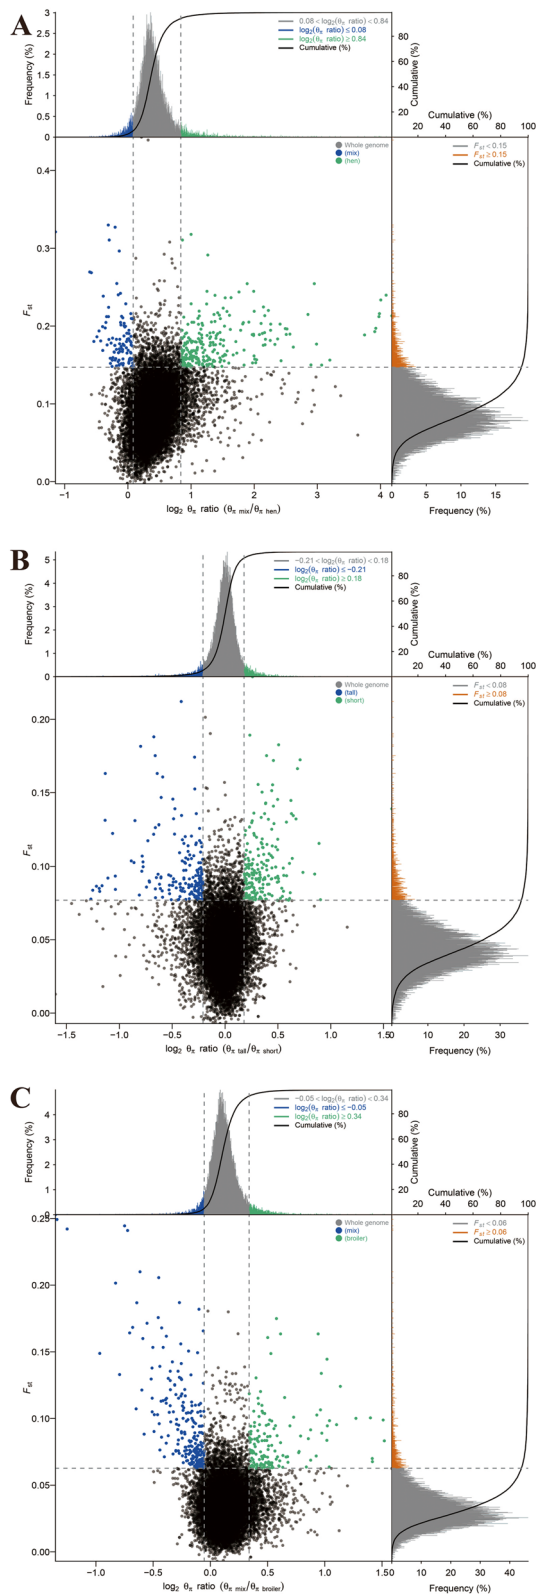 A
Frequency (%)
3
2.5
2
1.5
1
0.5
0
0.08 < log₂(θπ ratio) < 0.84
log₂(θπ ratio) ≤ 0.08
log₂(θπ ratio) ≥ 0.84
Cumulative (%)
80
60
40
20
Cumulative (%)
Cumulative (%)
20 40 60 80 100
Whole genome
(mix)
(hen)
Fst < 0.15
Fst ≥ 0.15
Cumulative (%)
0.4
0.3
0.2
0.1
0.0
Fst
−1 0 1 2 3 4
log₂ θπ ratio (θπ mix/θπ hen)
0 5 10 15
Frequency (%)
B
Frequency (%)
5
4
3
2
1
0
−0.21 < log₂(θπ ratio) < 0.18
log₂(θπ ratio) ≤ −0.21
log₂(θπ ratio) ≥ 0.18
Cumulative (%)
80
60
40
20
Cumulative (%)
Cumulative (%)
20 40 60 80 100
Whole genome
(tall)
(short)
Fst < 0.08
Fst ≥ 0.08
Cumulative (%)
0.20
0.15
0.10
0.05
0.00
Fst
−1.5 −1.0 −0.5 0.0 0.5 1.0 1.5
log₂ θπ ratio (θπ tall/θπ short)
10 20 30
Frequency (%)
C
Frequency (%)
4
3
2
1
0
−0.05 < log₂(θπ ratio) < 0.34
log₂(θπ ratio) ≤ −0.05
log₂(θπ ratio) ≥ 0.34
Cumulative (%)
80
60
40
20
Cumulative (%)
Cumulative (%)
20 40 60 80 100
Whole genome
(mix)
(broiler)
Fst < 0.06
Fst ≥ 0.06
Cumulative (%)
0.25
0.20
0.15
0.10
0.05
0.00
Fst
−1.0 −0.5 0.0 0.5 1.0 1.5
log₂ θπ ratio (θπ mix/θπ broiler)
10 20 30 40
Frequency (%)